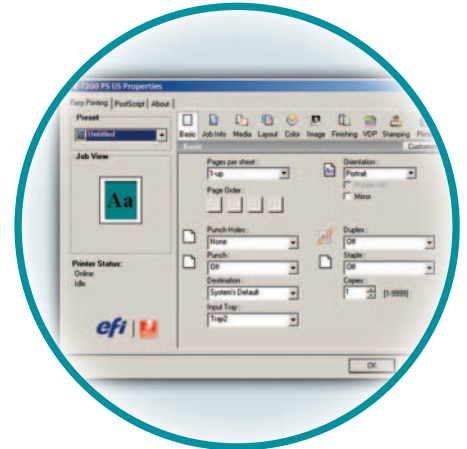 -7200 PS US Properties
Fiery Printing PostScript About
Preset
Untitled
Job View
Aa
Printer Status:
Online
Idle
efi
Basic Job Info Media Layout Color Image Finishing VDP Stamping
Basic
Pages per sheet :
1-up
Page Order :
Orientation :
Portrait
Rotate 180
Mirror
Punch Holes :
None
Duplex :
Off
Punch :
Off
Staple :
Off
Destination :
System's Default
Copies :
1 [1-9999]
Input Tray :
Tray2
OK